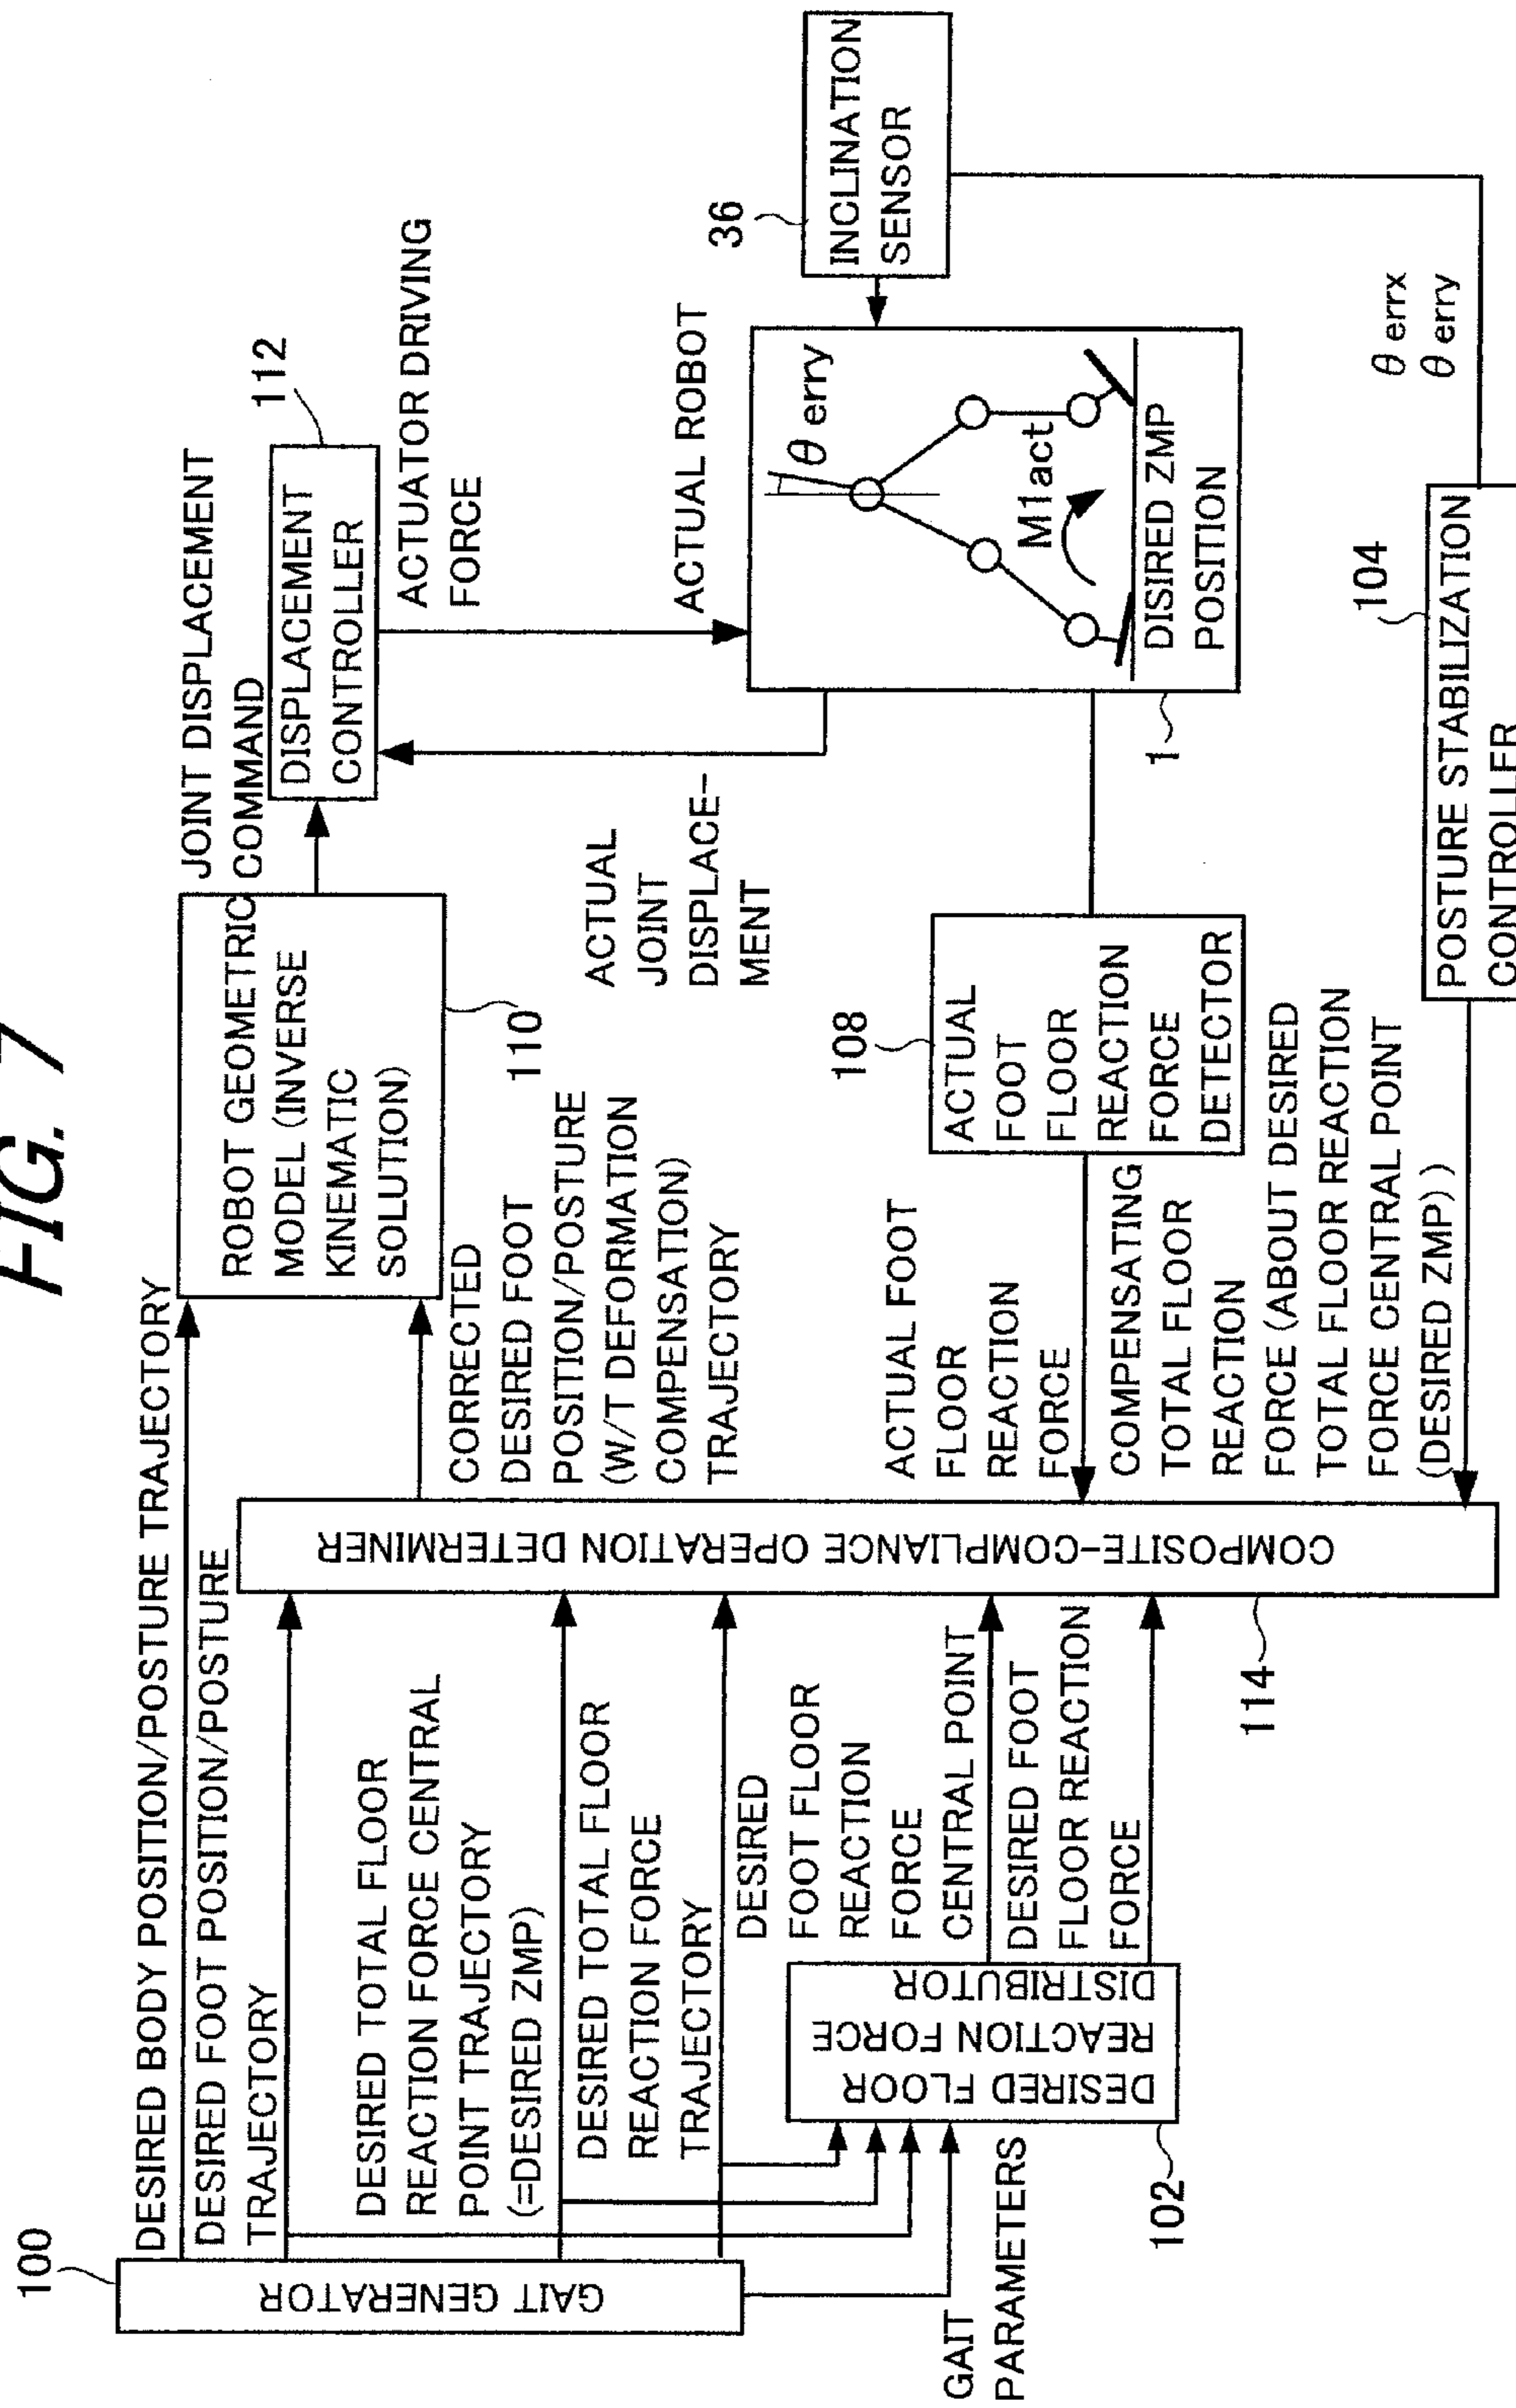 FIG. 7
100
GAIT GENERATOR
DESIRED BODY POSITION/POSTURE TRAJECTORY
DESIRED FOOT POSITION/POSTURE
TRAJECTORY
DESIRED TOTAL FLOOR
REACTION FORCE CENTRAL
POINT TRAJECTORY
(=DESIRED ZMP)
DESIRED TOTAL FLOOR
REACTION FORCE
TRAJECTORY
GAIT
PARAMETERS
DESIRED FLOOR
REACTION FORCE
DISTRIBUTOR
102
DESIRED
FOOT FLOOR
REACTION
FORCE
CENTRAL POINT
DESIRED FOOT
FLOOR REACTION
FORCE
COMPOSITE-COMPLIANCE OPERATION DETERMINER
114
ROBOT GEOMETRIC
MODEL (INVERSE
KINEMATIC
SOLUTION)
110
CORRECTED
DESIRED FOOT
POSITION/POSTURE
(W/T DEFORMATION
COMPENSATION)
TRAJECTORY
JOINT DISPLACEMENT
COMMAND
DISPLACEMENT
CONTROLLER
112
ACTUATOR DRIVING
FORCE
ACTUAL
JOINT
DISPLACE-
MENT
ACTUAL ROBOT
θ erry
M1act
DISIRED ZMP
POSITION
1
36
INCLINATION
SENSOR
θ errx
θ erry
108
ACTUAL
FOOT
FLOOR
REACTION
FORCE
DETECTOR
ACTUAL FOOT
FLOOR
REACTION
FORCE
COMPENSATING
TOTAL FLOOR
REACTION
FORCE (ABOUT DESIRED
TOTAL FLOOR REACTION
FORCE CENTRAL POINT
(DESIRED ZMP))
104
POSTURE STABILIZATION
CONTROLLER